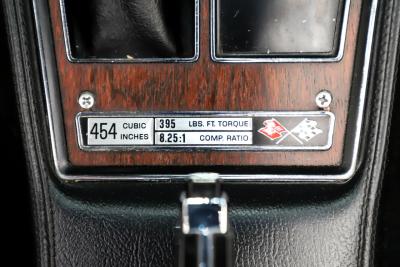 454 CUBIC INCHES
395 LBS. FT. TORQUE
8.25:1 COMP. RATIO